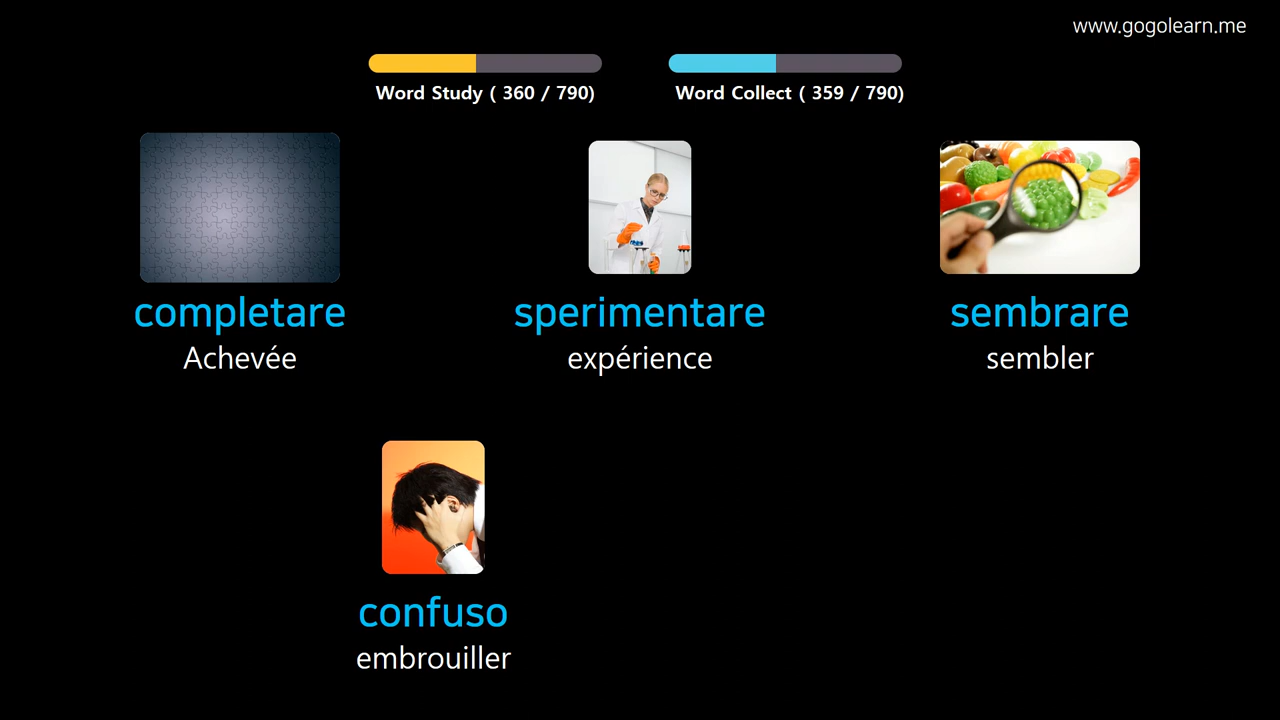 www.gogolearn.me
Word Study ( 360 / 790)
Word Collect ( 359 / 790)
completare
Achevée
sperimentare
expérience
sembrare
sembler
confuso
embrouiller